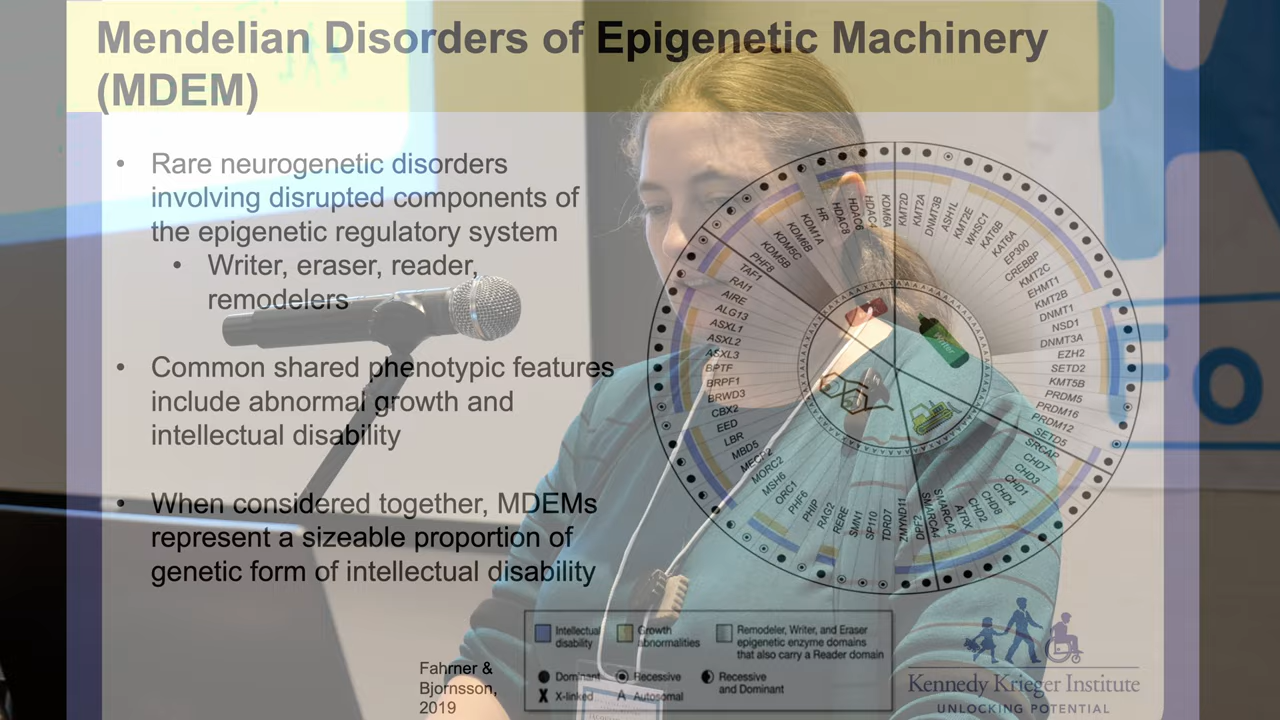 Mendelian Disorders of Epigenetic Machinery
(MDEM)
• Rare neurogenetic disorders
involving disrupted components of
the epigenetic regulatory system
• Writer, eraser, reader,
remodelers
• Common shared phenotypic features
include abnormal growth and
intellectual disability
• When considered together, MDEMs
represent a sizeable proportion of
genetic form of intellectual disability
Fahrner &
Bjornsson,
2019
KMT2D
KMT2A
DNMT3B
ASH1L
KMT2E
WHSC1
KAT6B
KAT6A
EP300
CREBBP
KMT2C
EHMT1
KMT2B
DNMT1
NSD1
DNMT3A
EZH2
SETD2
KMT5B
PRDM5
PRDM16
PRDM12
SETD5
SRCAP
CHD7
CHD3
CHD1
CHD4
CHD8
CHD2
ATRX
SMARCA2
SMARCA4
DPF2
ZMYND11
TDRD7
SP110
SMN1
RERE
RAG2
PHIP
PHF6
ORC1
MSH6
MORC2
MECP2
MBD5
LBR
EED
CBX2
BRWD3
BRPF1
BPTF
ASXL3
ASXL2
ASXL1
ALG13
AIRE
RAI1
TAF1
PHF8
KDM5B
KDM5C
KDM6B
KDM1A
HR
HDAC8
HDAC6
HDAC4
KDM6A
Writer
Intellectual
disability
Growth
abnormalities
Remodeler, Writer, and Eraser
epigenetic enzyme domains
that also carry a Reader domain
Dominant
Recessive
Recessive
and Dominant
X X-linked
A Autosomal
Kennedy Krieger Institute
UNLOCKING POTENTIAL